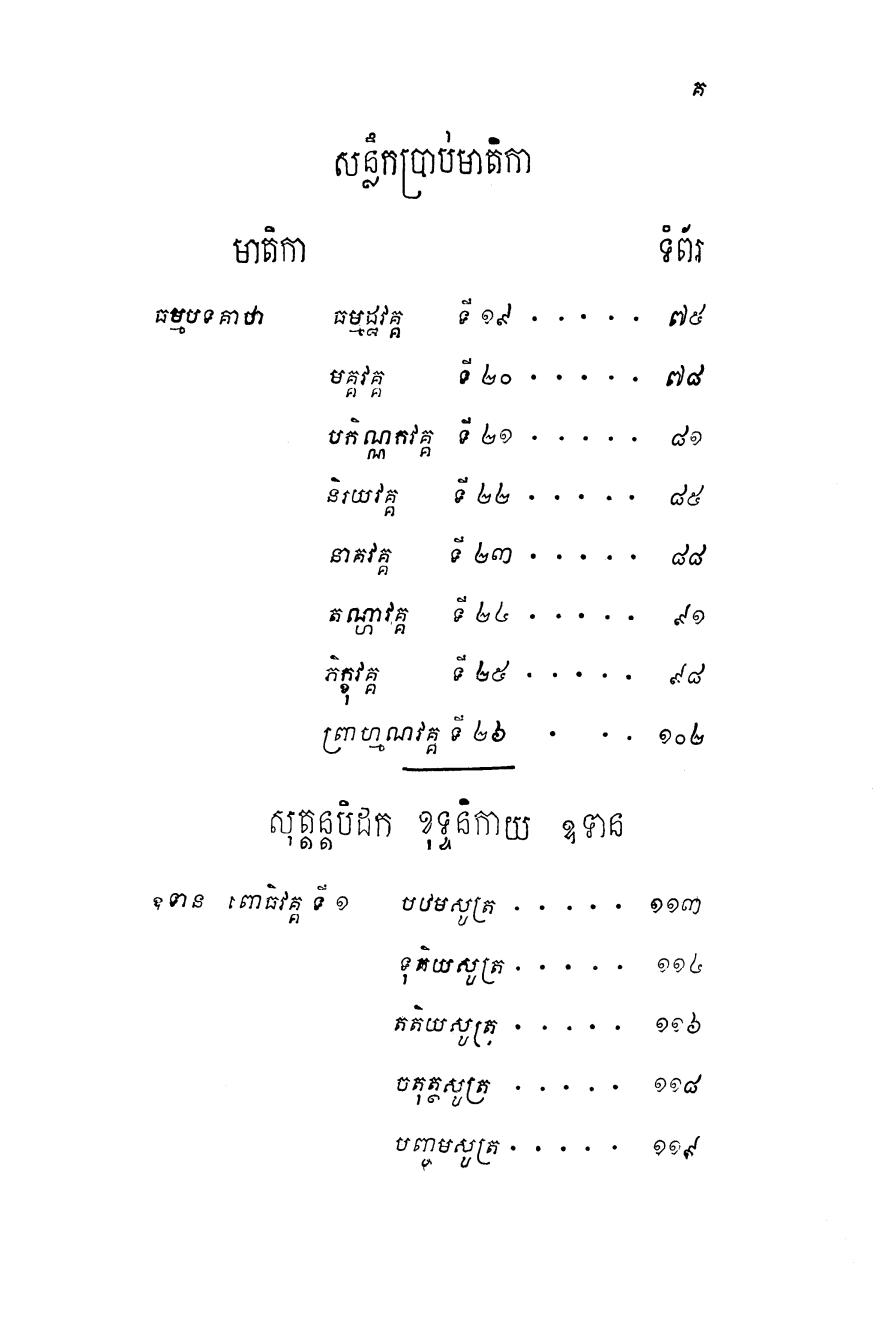 គ
សន្លឹកប្រាប់មាតិកា
មាតិកា ទំព័រ
ធម្មបទគាថា ធម្មដ្ឋវគ្គ ទី ១៩ . . . . . ៧៥
មគ្គវគ្គ ទី ២០ . . . . . ៧៨
បកិណ្ណកវគ្គ ទី ២១ . . . . . ៨១
និរយវគ្គ ទី ២២ . . . . . ៨៥
នាគវគ្គ ទី ២៣ . . . . . ៨៨
តណ្ហាវគ្គ ទី ២៤ . . . . . ៩១
ភិក្ខុវគ្គ ទី ២៥ . . . . . ៩៨
ព្រាហ្មណវគ្គ ទី ២៦ . . . ១០២
សុត្តន្តបិដក ខុទ្ទនិកាយ ឧទាន
ឧទាន ពោធិវគ្គ ទី ១ បឋមសូត្រ . . . . . ១១៣
ទុតិយសូត្រ . . . . . ១១៤
តតិយសូត្រ . . . . . ១១៦
ចតុត្ថសូត្រ . . . . . ១១៨
បញ្ចមសូត្រ . . . . . ១១៩